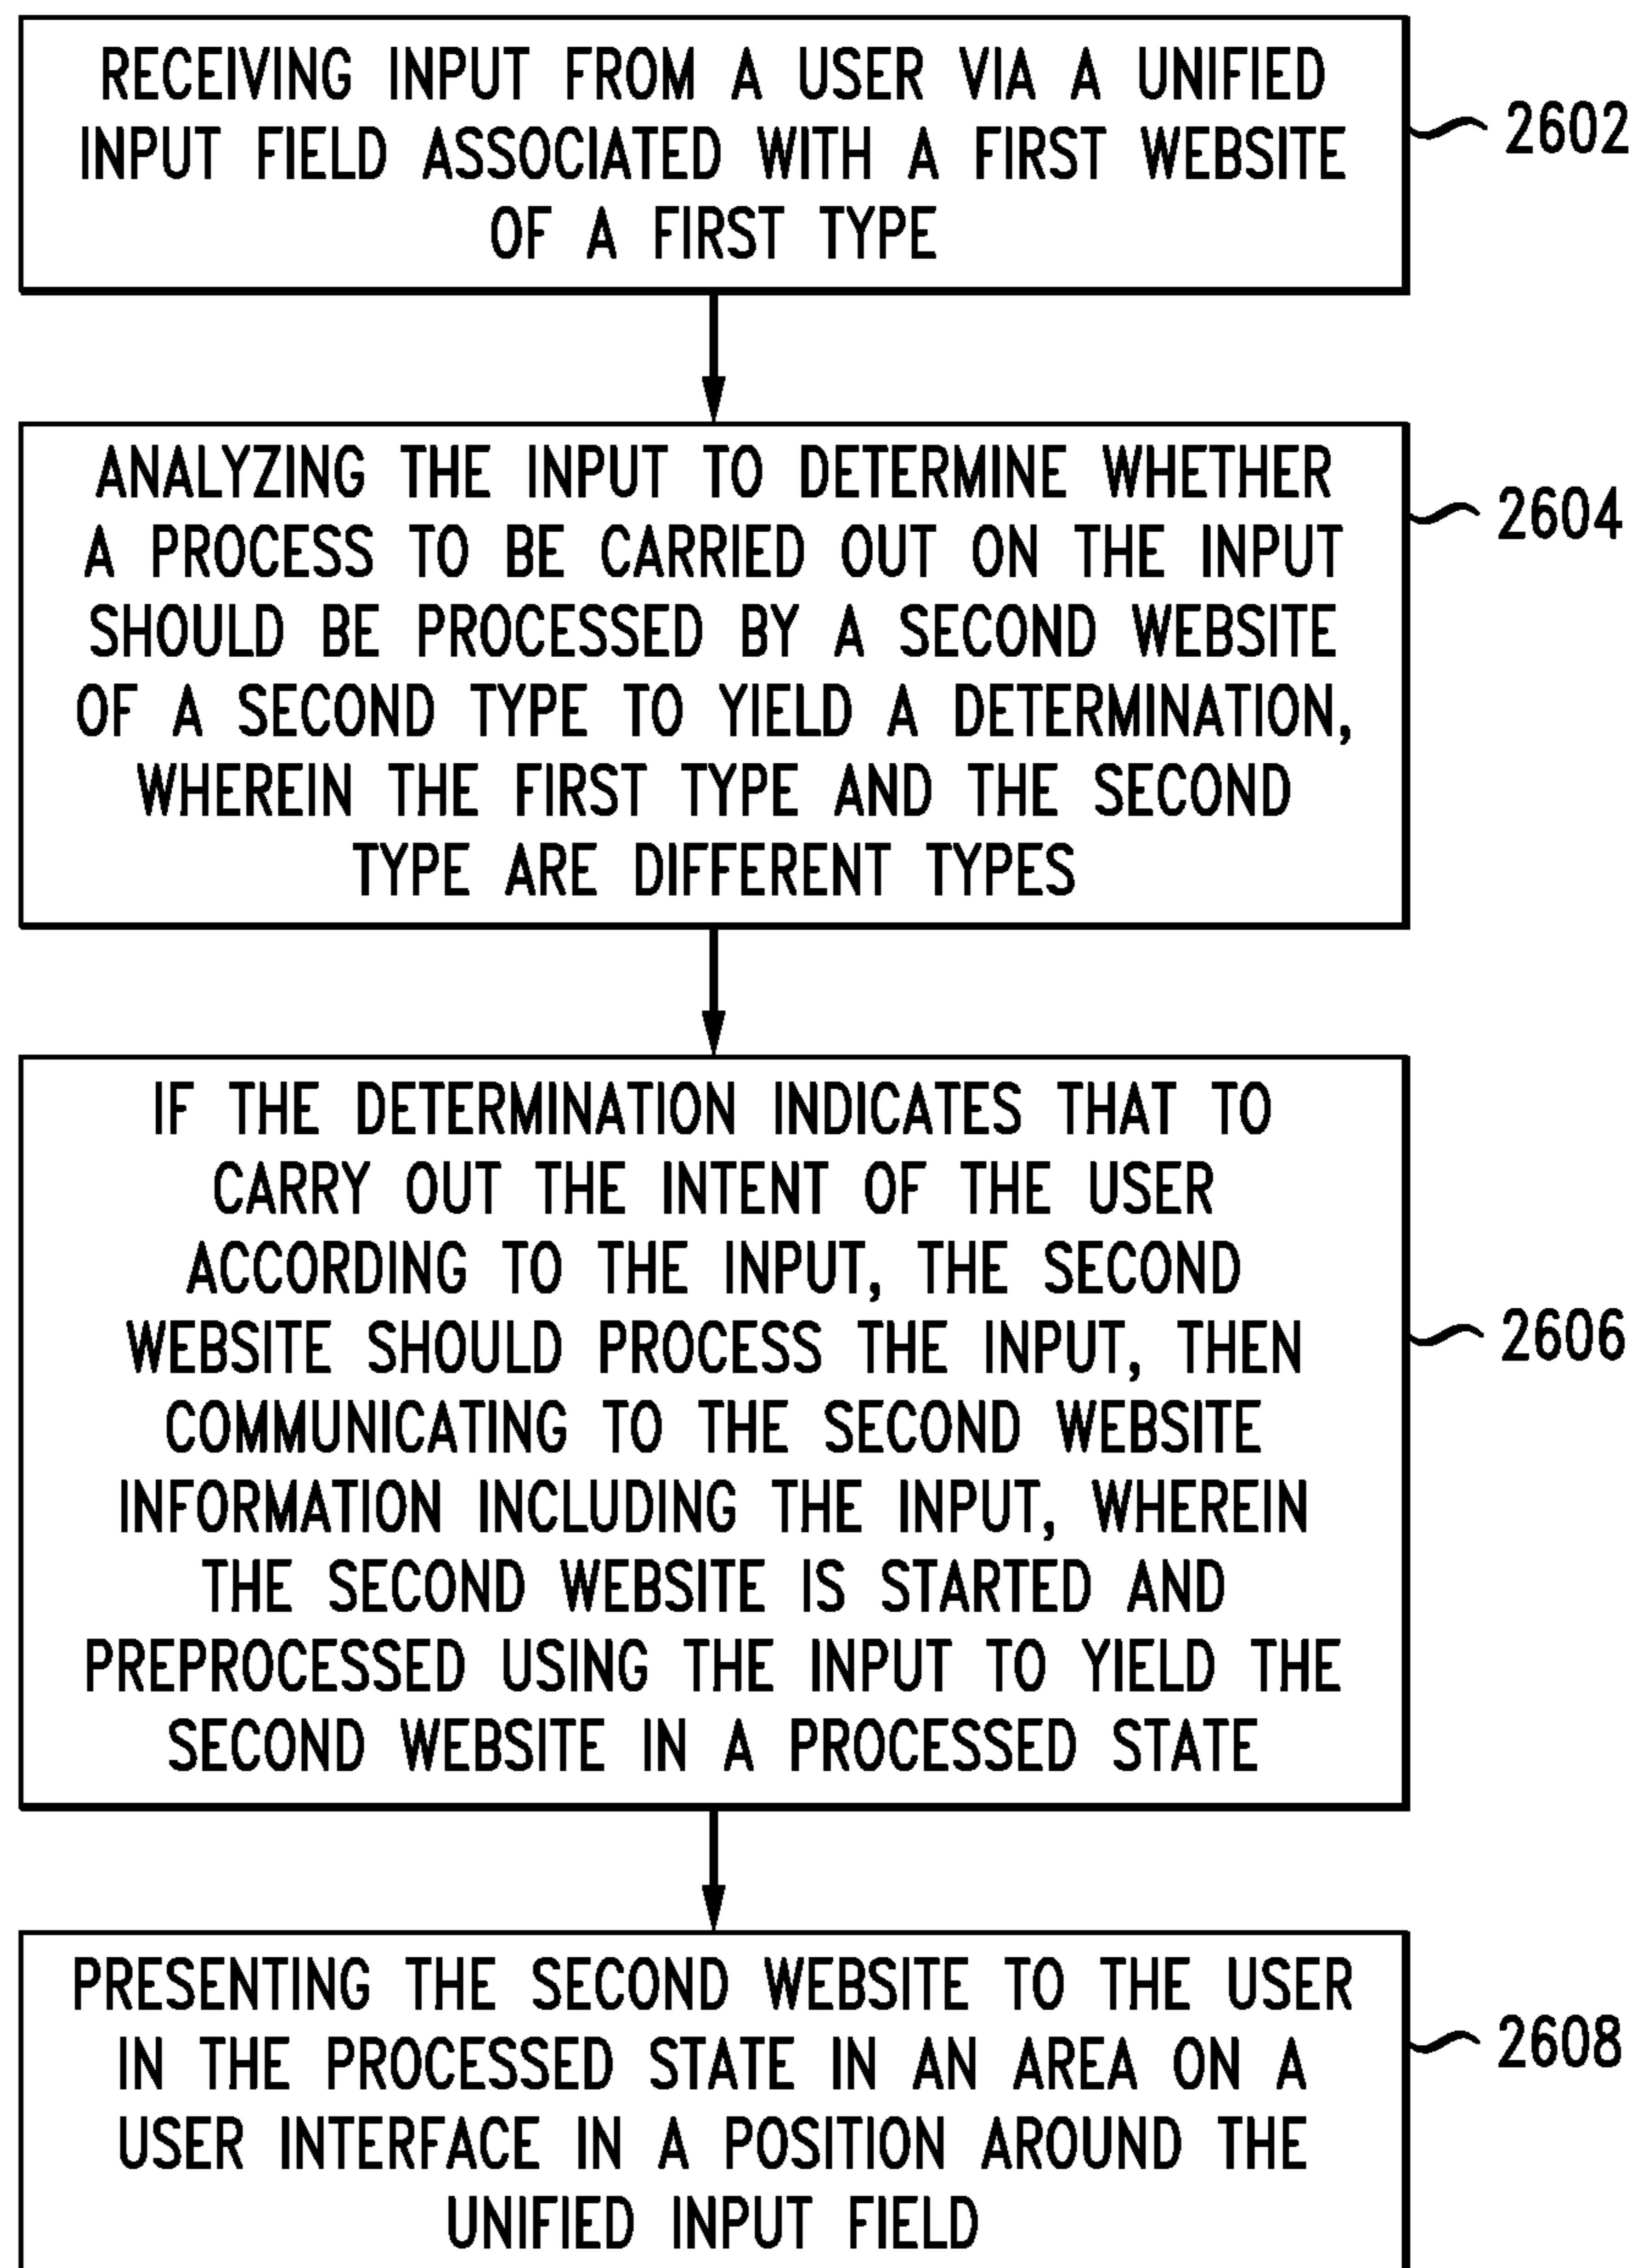 RECEIVING INPUT FROM A USER VIA A UNIFIED
INPUT FIELD ASSOCIATED WITH A FIRST WEBSITE
OF A FIRST TYPE
2602
ANALYZING THE INPUT TO DETERMINE WHETHER
A PROCESS TO BE CARRIED OUT ON THE INPUT
SHOULD BE PROCESSED BY A SECOND WEBSITE
OF A SECOND TYPE TO YIELD A DETERMINATION,
WHEREIN THE FIRST TYPE AND THE SECOND
TYPE ARE DIFFERENT TYPES
2604
IF THE DETERMINATION INDICATES THAT TO
CARRY OUT THE INTENT OF THE USER
ACCORDING TO THE INPUT, THE SECOND
WEBSITE SHOULD PROCESS THE INPUT, THEN
COMMUNICATING TO THE SECOND WEBSITE
INFORMATION INCLUDING THE INPUT, WHEREIN
THE SECOND WEBSITE IS STARTED AND
PREPROCESSED USING THE INPUT TO YIELD THE
SECOND WEBSITE IN A PROCESSED STATE
2606
PRESENTING THE SECOND WEBSITE TO THE USER
IN THE PROCESSED STATE IN AN AREA ON A
USER INTERFACE IN A POSITION AROUND THE
UNIFIED INPUT FIELD
2608